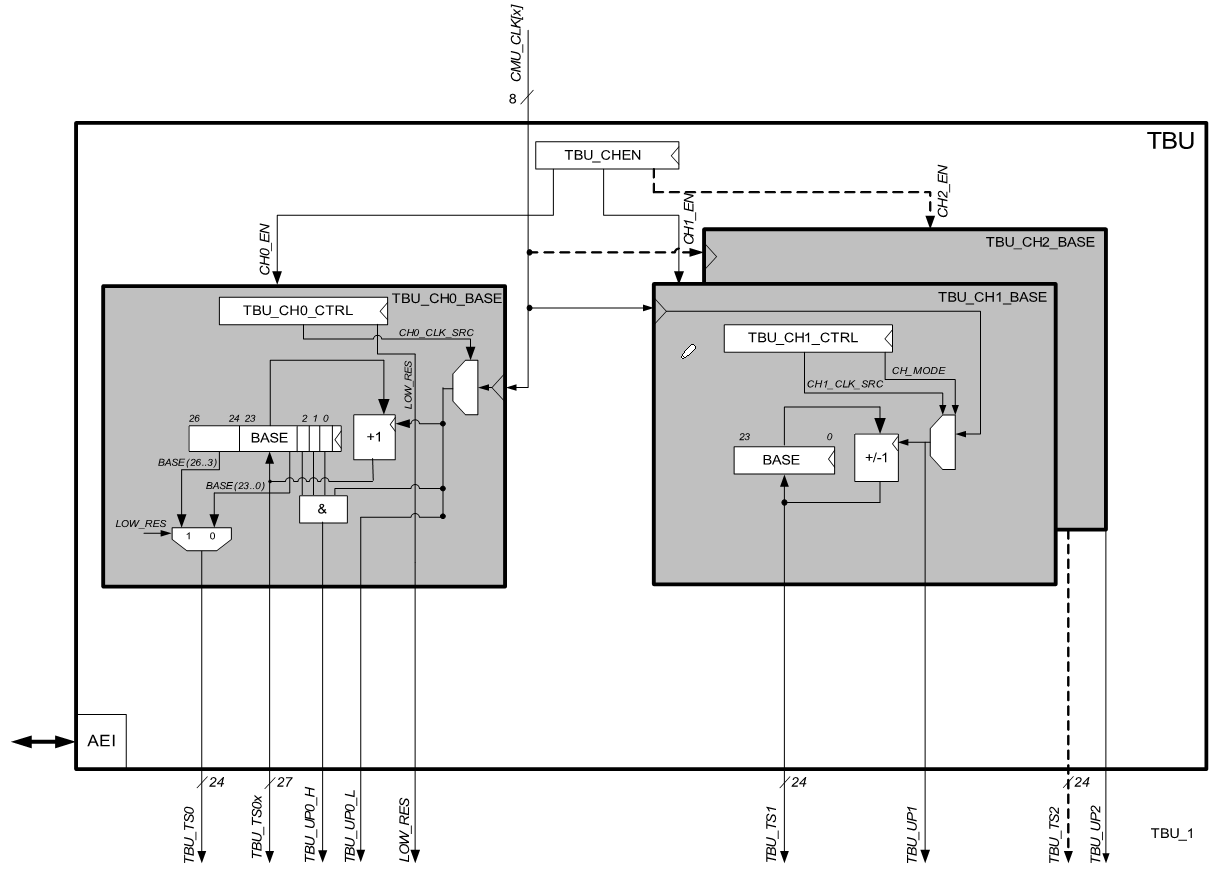 CMU_CLK[x]
8
TBU
TBU_CHEN
CH0_EN
CH1_EN
CH2_EN
TBU_CH2_BASE
TBU_CH0_BASE
TBU_CH0_CTRL
CH0_CLK_SRC
LOW_RES
26 24 23 2 1 0
BASE
+1
BASE(26..3)
BASE(23..0)
&
LOW_RES
1 0
TBU_CH1_BASE
TBU_CH1_CTRL
CH_MODE
CH1_CLK_SRC
23 0
BASE
+/-1
AEI
24
27
24
24
TBU_TS0
TBU_TS0x
TBU_UP0_H
TBU_UP0_L
LOW_RES
TBU_TS1
TBU_UP1
TBU_TS2
TBU_UP2
TBU_1